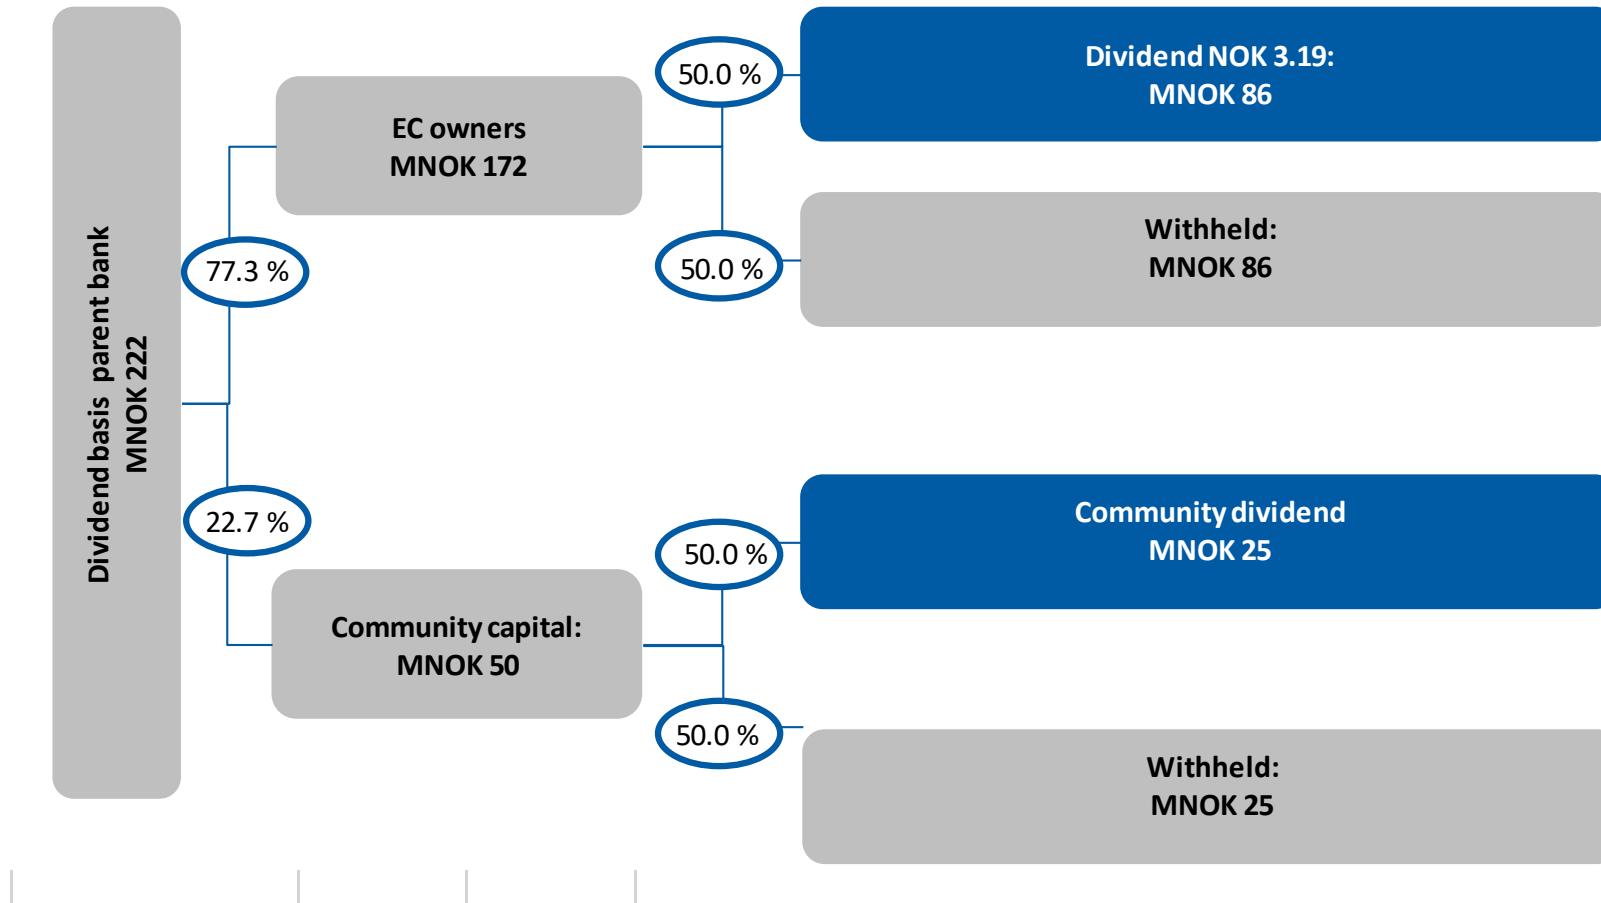 Dividend basis parent bank
MNOK 222
77.3 %
22.7 %
EC owners
MNOK 172
Community capital:
MNOK 50
50.0 %
50.0 %
50.0 %
50.0 %
Dividend NOK 3.19:
MNOK 86
Withheld:
MNOK 86
Community dividend
MNOK 25
Withheld:
MNOK 25